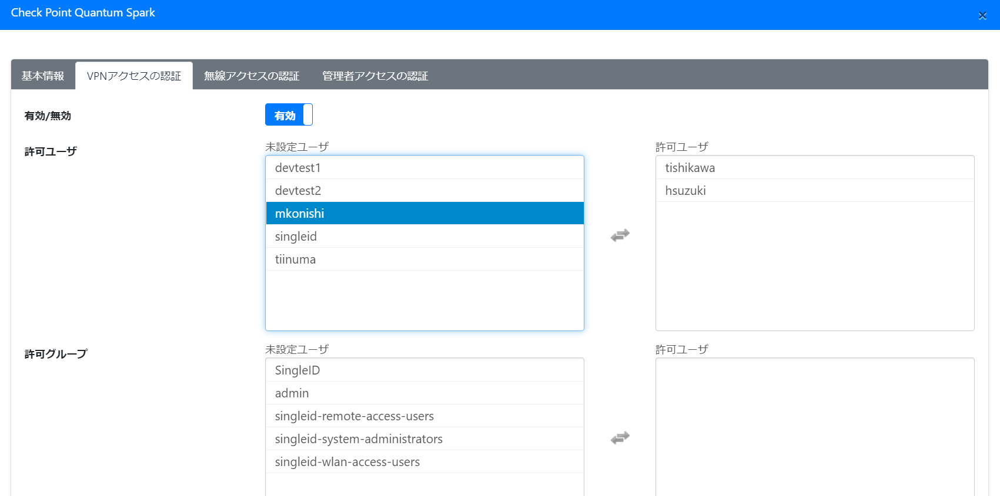 Check Point Quantum Spark
×
基本情報 VPNアクセスの認証 無線アクセスの認証 管理者アクセスの認証
有効/無効 有効
許可ユーザ
未設定ユーザ
devtest1
devtest2
mkonishi
singleid
tiinuma
許可ユーザ
tishikawa
hsuzuki
許可グループ
未設定ユーザ
SingleID
admin
singleid-remote-access-users
singleid-system-administrators
singleid-wlan-access-users
許可ユーザ